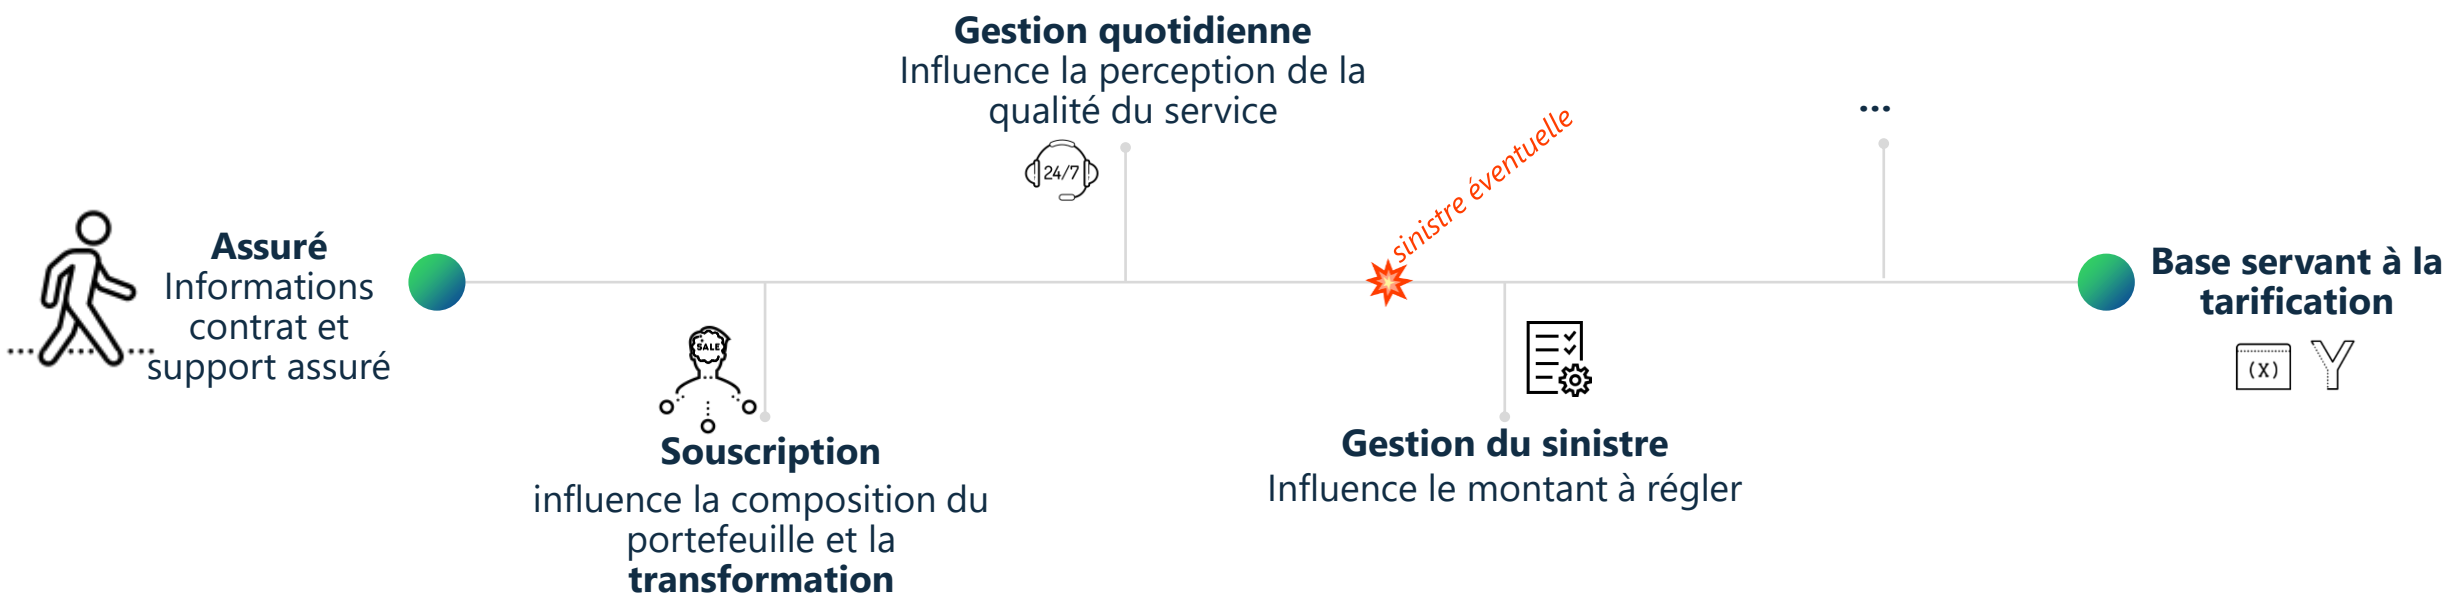 Gestion quotidienne
Influence la perception de la
qualité du service
24/7
sinistre éventuelle
...
Assuré
Informations
contrat et
support assuré
Base servant à la
tarification
(X)
Y
SALE
Souscription
influence la composition du
portefeuille et la
transformation
Gestion du sinistre
Influence le montant à régler